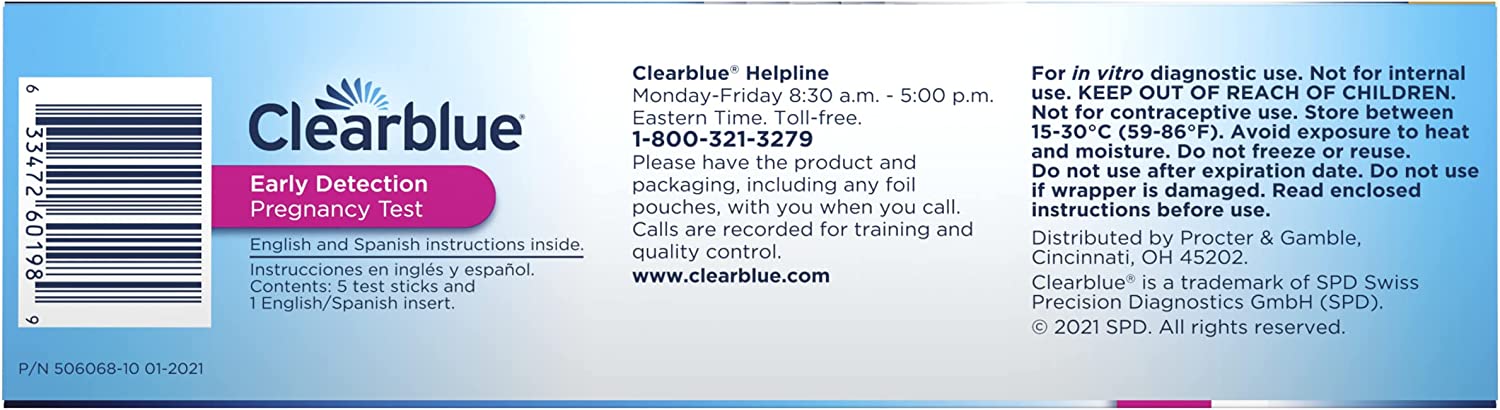 6 33472 60198 9
P/N 506068-10 01-2021
Clearblue®
Early Detection
Pregnancy Test
English and Spanish instructions inside.
Instrucciones en inglés y español.
Contents: 5 test sticks and
1 English/Spanish insert.
Clearblue® Helpline
Monday-Friday 8:30 a.m. - 5:00 p.m.
Eastern Time. Toll-free.
1-800-321-3279
Please have the product and
packaging, including any foil
pouches, with you when you call.
Calls are recorded for training and
quality control.
www.clearblue.com
For in vitro diagnostic use. Not for internal
use. KEEP OUT OF REACH OF CHILDREN.
Not for contraceptive use. Store between
15-30°C (59-86°F). Avoid exposure to heat
and moisture. Do not freeze or reuse.
Do not use after expiration date. Do not use
if wrapper is damaged. Read enclosed
instructions before use.
Distributed by Procter & Gamble,
Cincinnati, OH 45202.
Clearblue® is a trademark of SPD Swiss
Precision Diagnostics GmbH (SPD).
© 2021 SPD. All rights reserved.